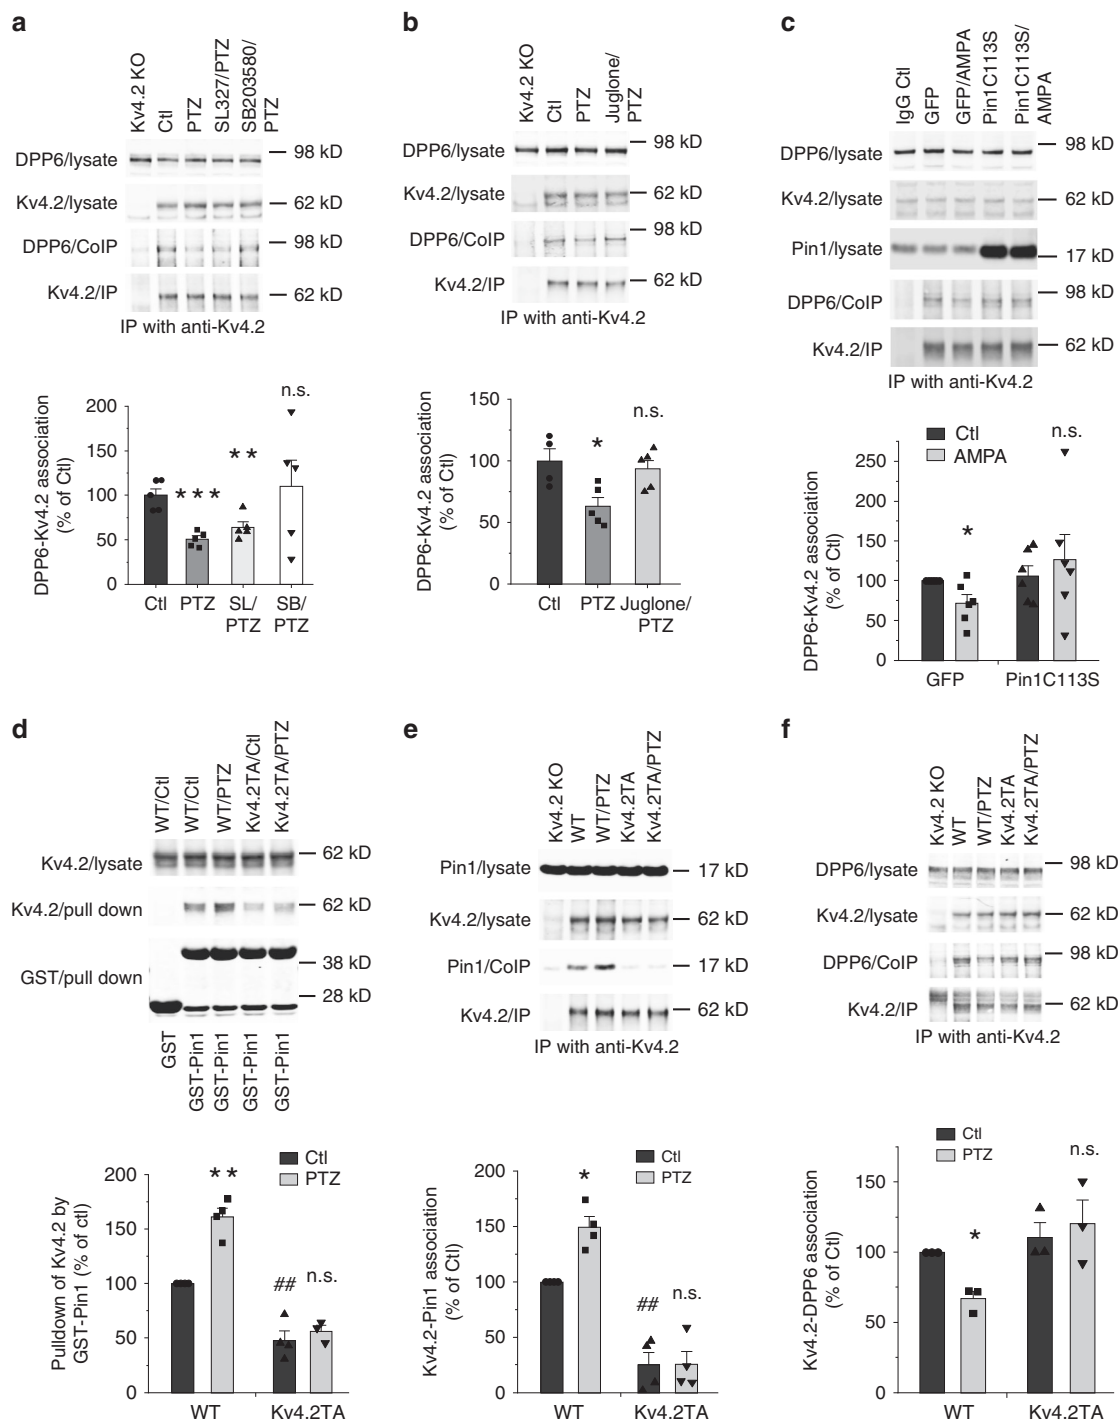 a
Kv4.2 KO
Ctl
PTZ
SL327/PTZ
SB203580/
PTZ
DPP6/lysate
98 kD
Kv4.2/lysate
62 kD
DPP6/CoIP
98 kD
Kv4.2/IP
62 kD
IP with anti-Kv4.2
DPP6-Kv4.2 association
(% of Ctl)
200
150
100
50
0
***
**
n.s.
Ctl
PTZ
SL/
PTZ
SB/
PTZ
b
Kv4.2 KO
Ctl
PTZ
Juglone/
PTZ
DPP6/lysate
98 kD
Kv4.2/lysate
62 kD
DPP6/CoIP
98 kD
Kv4.2/IP
62 kD
IP with anti-Kv4.2
DPP6-Kv4.2 association
(% of Ctl)
150
100
50
0
*
n.s.
Ctl
PTZ
Juglone/
PTZ
c
IgG Ctl
GFP
GFP/AMPA
Pin1C113S
Pin1C113S/
AMPA
DPP6/lysate
98 kD
Kv4.2/lysate
62 kD
Pin1/lysate
17 kD
DPP6/CoIP
98 kD
Kv4.2/IP
62 kD
IP with anti-Kv4.2
Ctl
AMPA
DPP6-Kv4.2 association
(% of Ctl)
250
200
150
100
50
0
*
n.s.
GFP
Pin1C113S
d
WT/Ctl
WT/Ctl
WT/PTZ
Kv4.2TA/Ctl
Kv4.2TA/PTZ
Kv4.2/lysate
62 kD
Kv4.2/pull down
62 kD
GST/pull down
38 kD
28 kD
GST
GST-Pin1
GST-Pin1
GST-Pin1
GST-Pin1
Ctl
PTZ
Pulldown of Kv4.2 by
GST-Pin1 (% of ctl)
200
150
100
50
0
**
##
n.s.
WT
Kv4.2TA
e
Kv4.2 KO
WT
WT/PTZ
Kv4.2TA
Kv4.2TA/PTZ
Pin1/lysate
17 kD
Kv4.2/lysate
62 kD
Pin1/CoIP
17 kD
Kv4.2/IP
62 kD
IP with anti-Kv4.2
Ctl
PTZ
Kv4.2-Pin1 association
(% of Ctl)
200
150
100
50
0
*
##
n.s.
WT
Kv4.2TA
f
Kv4.2 KO
WT
WT/PTZ
Kv4.2TA
Kv4.2TA/PTZ
DPP6/lysate
98 kD
Kv4.2/lysate
62 kD
DPP6/CoIP
98 kD
Kv4.2/IP
62 kD
IP with anti-Kv4.2
Ctl
PTZ
Kv4.2-DPP6 association
(% of Ctl)
150
100
50
0
*
n.s.
WT
Kv4.2TA